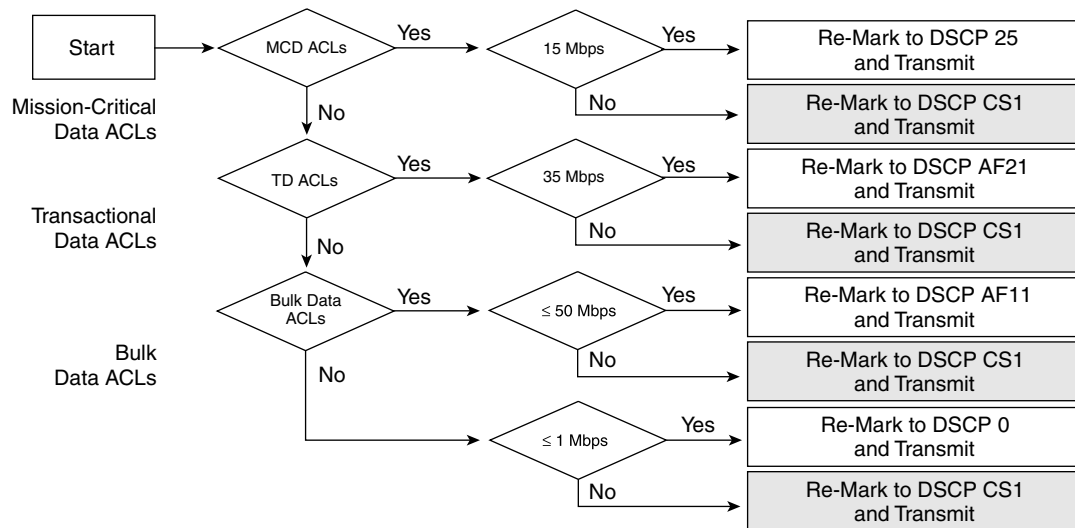 Start
MCD ACLs
Yes
15 Mbps
Yes
Re-Mark to DSCP 25
and Transmit
No
Re-Mark to DSCP CS1
and Transmit
Mission-Critical
Data ACLs
No
TD ACLs
Yes
35 Mbps
Yes
Re-Mark to DSCP AF21
and Transmit
No
Re-Mark to DSCP CS1
and Transmit
Transactional
Data ACLs
No
Bulk Data
ACLs
Yes
≤ 50 Mbps
Yes
Re-Mark to DSCP AF11
and Transmit
No
Re-Mark to DSCP CS1
and Transmit
Bulk
Data ACLs
No
≤ 1 Mbps
Yes
Re-Mark to DSCP 0
and Transmit
No
Re-Mark to DSCP CS1
and Transmit